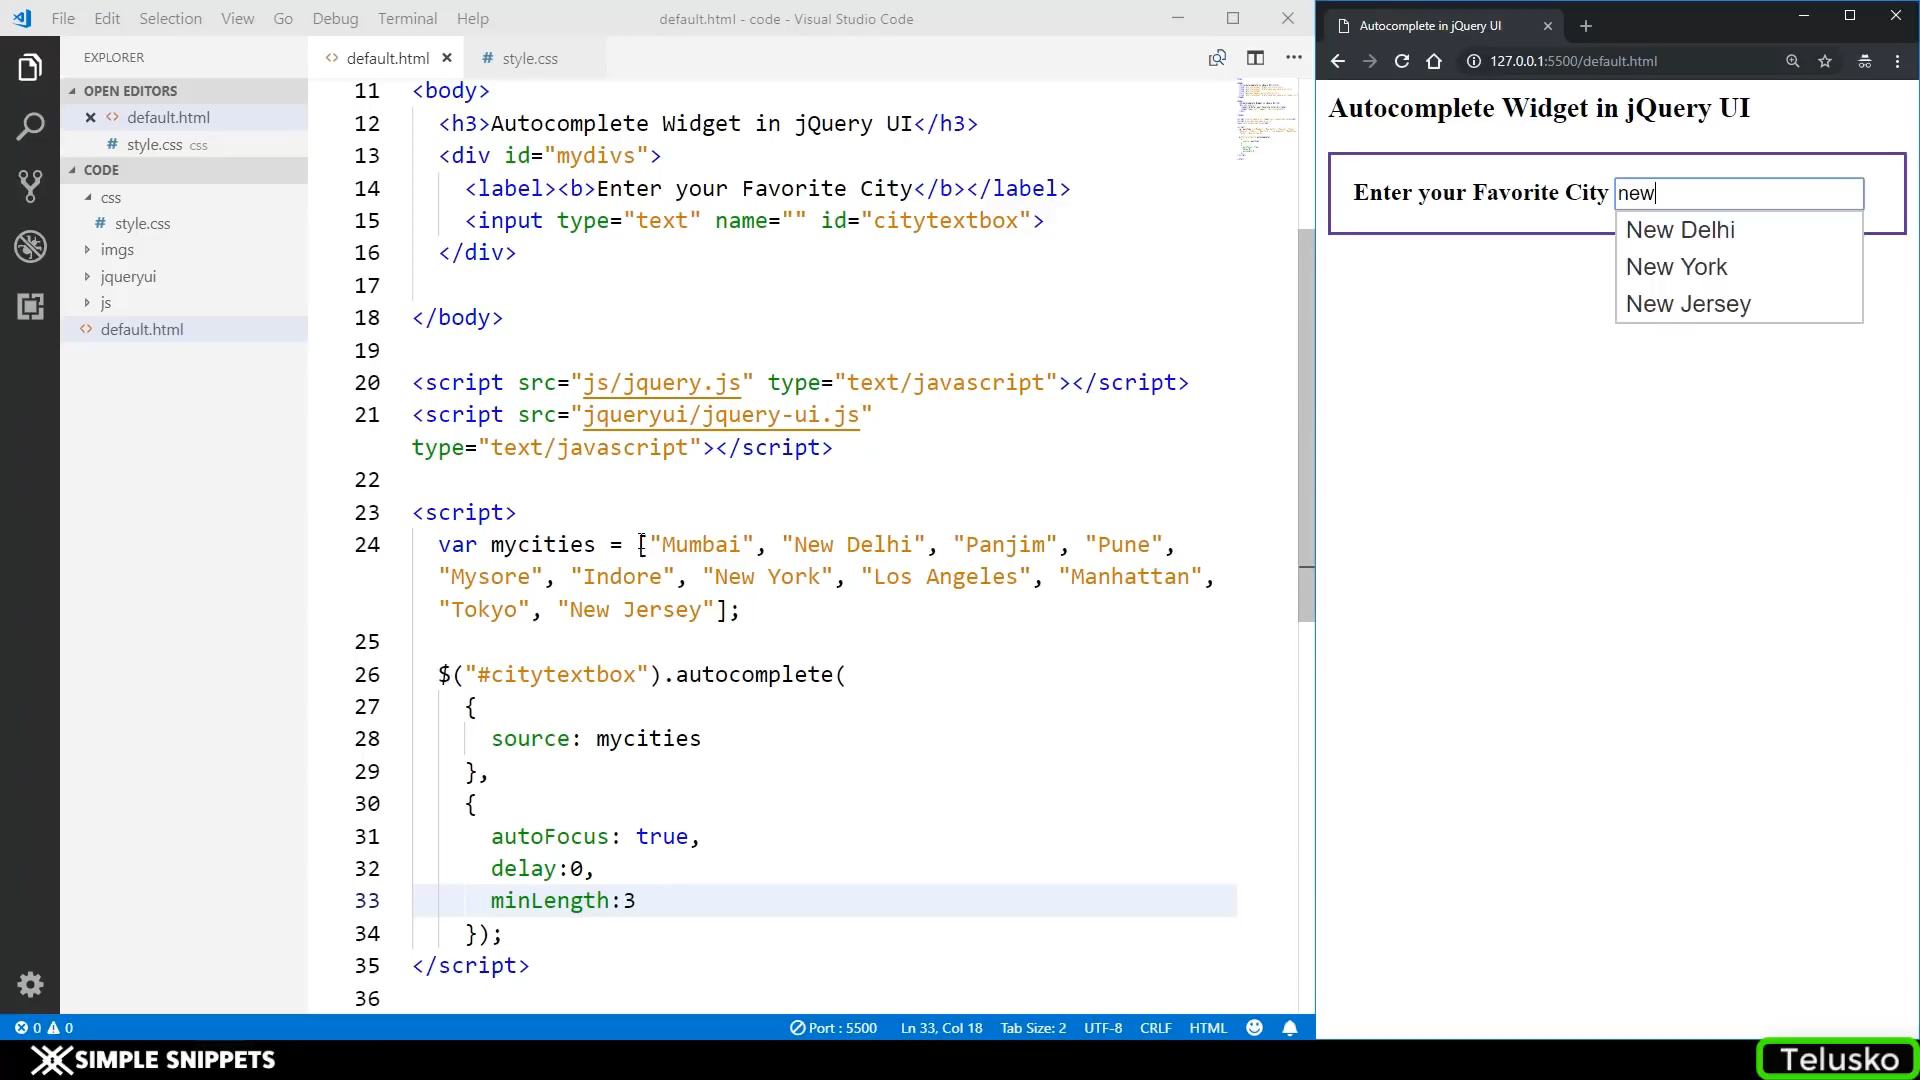 File Edit Selection View Go Debug Terminal Help
default.html - code - Visual Studio Code
EXPLORER
OPEN EDITORS
default.html
style.css css
CODE
css
style.css
imgs
jqueryui
js
default.html
default.html
style.css
11 <body>
12 <h3>Autocomplete Widget in jQuery UI</h3>
13 <div id="mydivs">
14 <label><b>Enter your Favorite City</b></label>
15 <input type="text" name="" id="citytextbox">
16 </div>
17
18 </body>
19
20 <script src="js/jquery.js" type="text/javascript"></script>
21 <script src="jqueryui/jquery-ui.js"
type="text/javascript"></script>
22
23 <script>
24 var mycities = ["Mumbai", "New Delhi", "Panjim", "Pune",
"Mysore", "Indore", "New York", "Los Angeles", "Manhattan",
"Tokyo", "New Jersey"];
25
26 $("#citytextbox").autocomplete(
27 {
28 source: mycities
29 },
30 {
31 autoFocus: true,
32 delay:0,
33 minLength:3
34 });
35 </script>
36
0 0
Port : 5500 Ln 33, Col 18 Tab Size: 2 UTF-8 CRLF HTML
Autocomplete in jQuery UI
127.0.0.1:5500/default.html
Autocomplete Widget in jQuery UI
Enter your Favorite City new
New Delhi
New York
New Jersey
SIMPLE SNIPPETS
Telusko